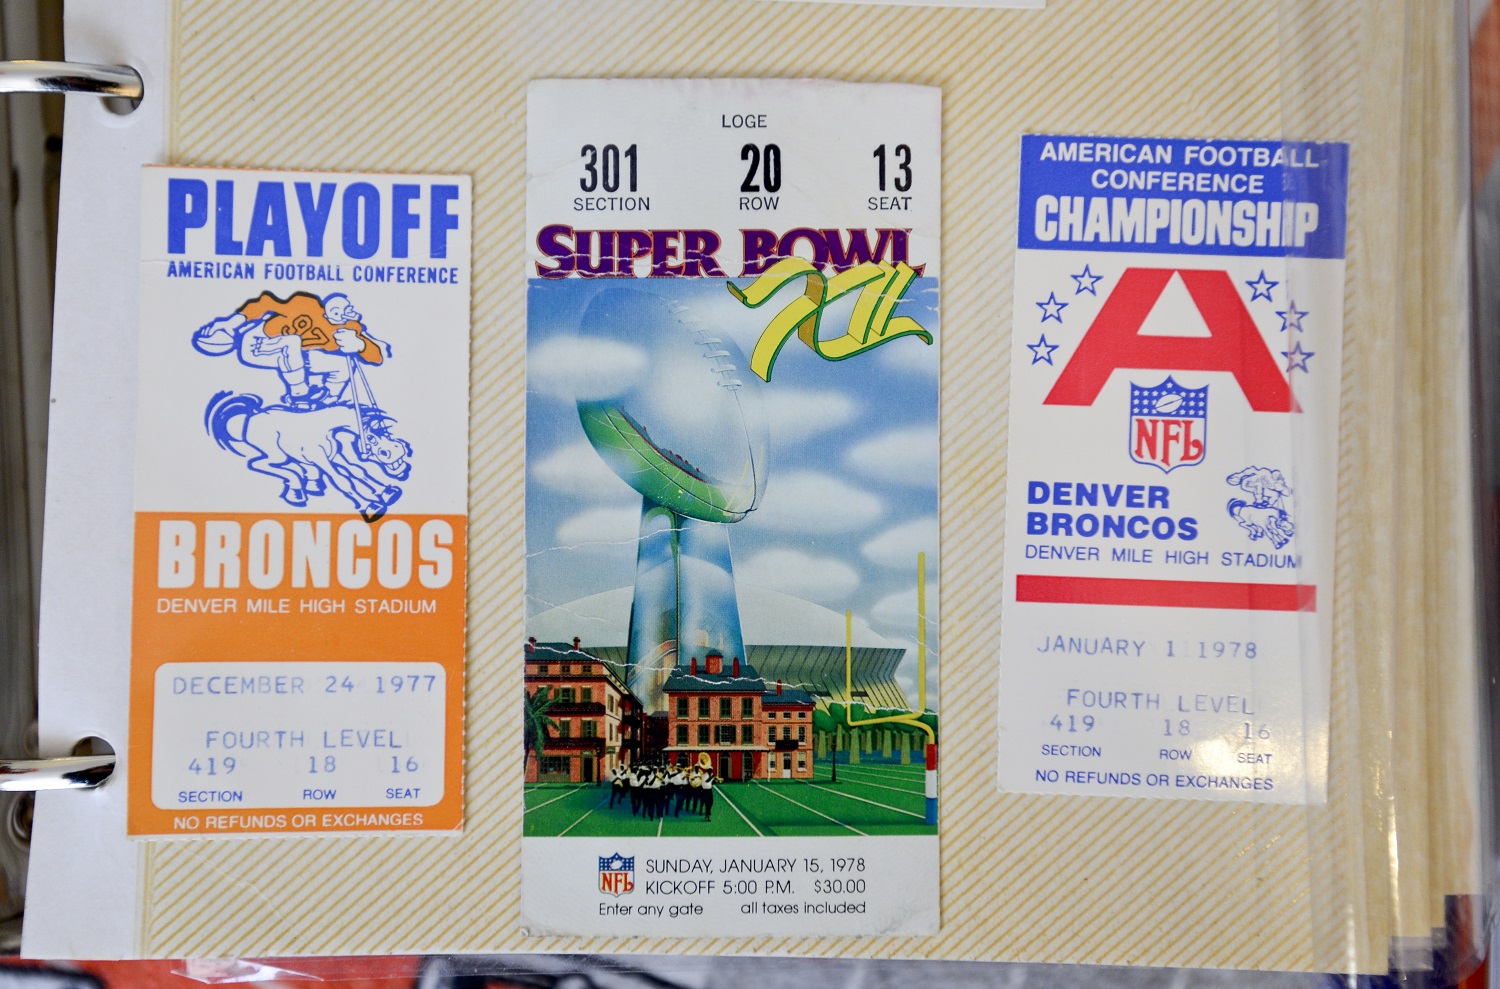 PLAYOFF
AMERICAN FOOTBALL CONFERENCE
BRONCOS
DENVER MILE HIGH STADIUM
DECEMBER 24 1977
FOURTH LEVEL
419 18 16
SECTION ROW SEAT
NO REFUNDS OR EXCHANGES
LOGE
301 20 13
SECTION ROW SEAT
SUPER BOWL
XII
SUNDAY, JANUARY 15, 1978
NFL
KICKOFF 5:00 P.M. $30.00
Enter any gate all taxes included
AMERICAN FOOTBALL
CONFERENCE
CHAMPIONSHIP
A
NFL
DENVER
BRONCOS
DENVER MILE HIGH STADIUM
JANUARY 1 1978
FOURTH LEVEL
419 18 16
SECTION ROW SEAT
NO REFUNDS OR EXCHANGES